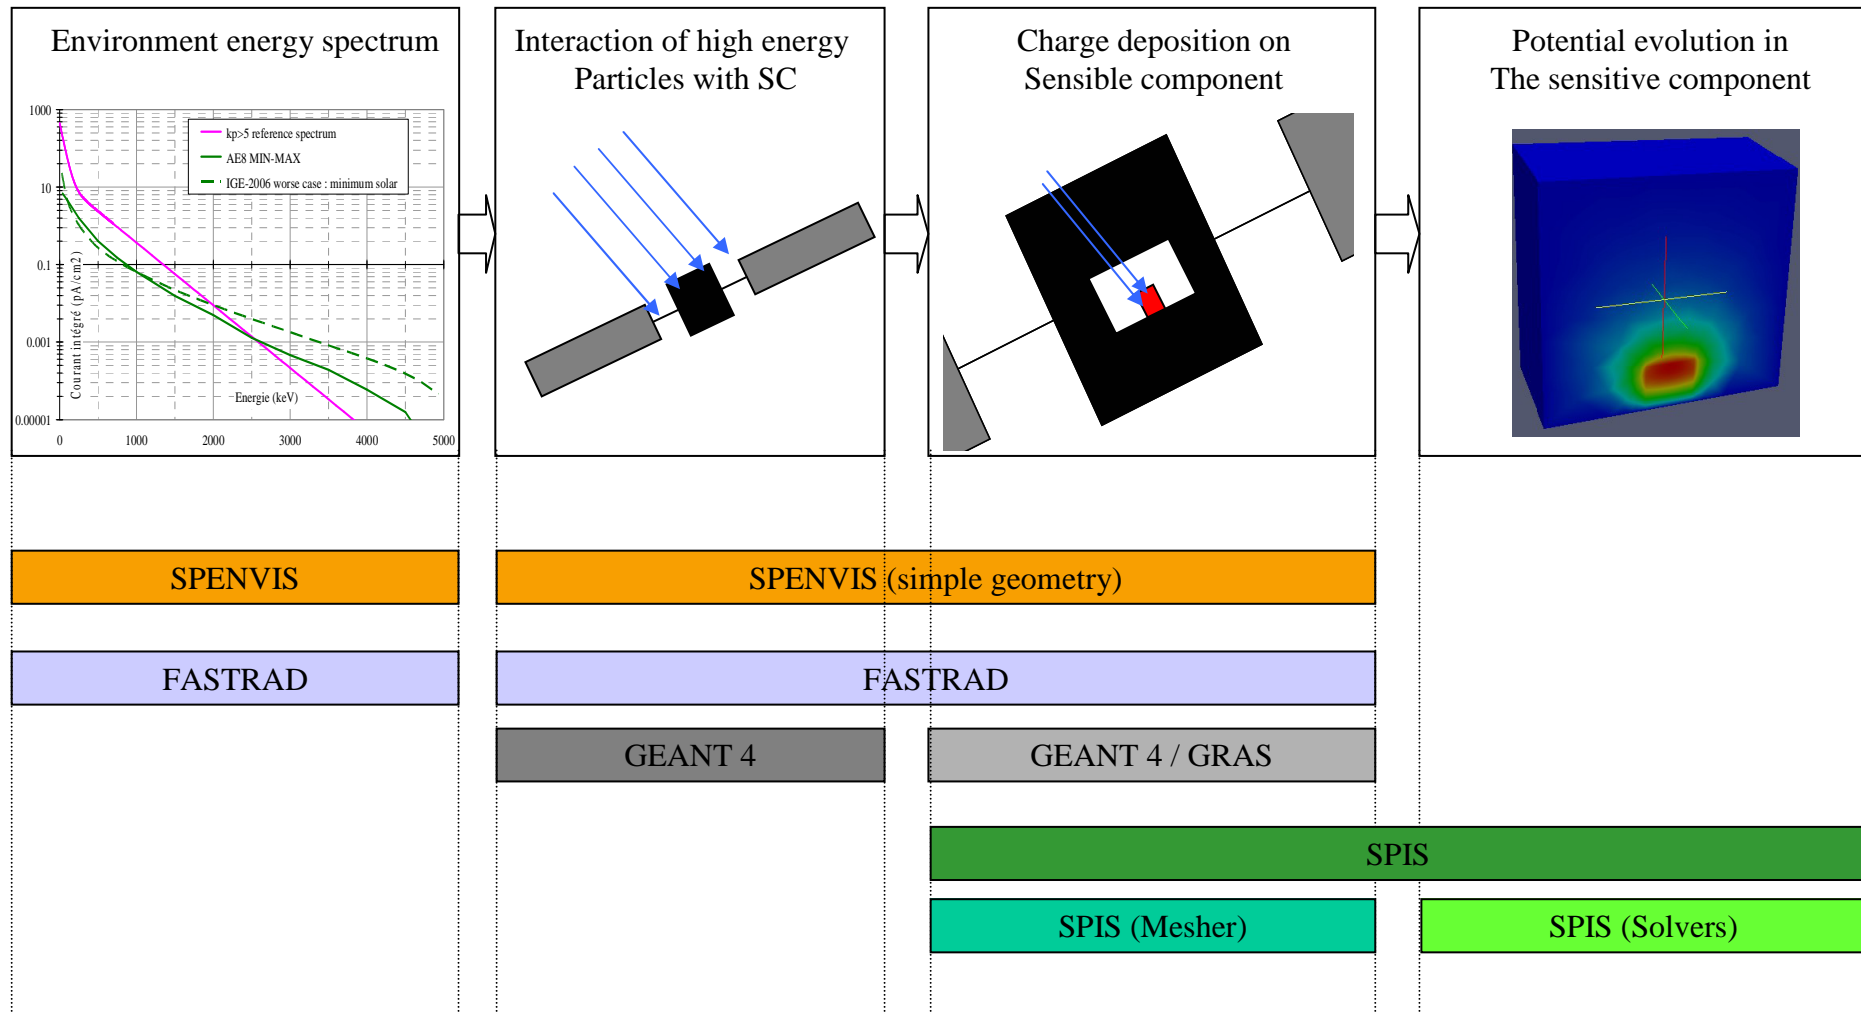 Environment energy spectrum
Interaction of high energy
Particles with SC
Charge deposition on
Sensible component
Potential evolution in
The sensitive component
1000
10
0.1
0.001
0.00001
Courant intégré (pA/cm2)
kp>5 reference spectrum
AE8 MIN-MAX
IGE-2006 worse case : minimum solar
Energie (keV)
0 1000 2000 3000 4000 5000
SPENVIS
SPENVIS (simple geometry)
FASTRAD
FASTRAD
GEANT 4
GEANT 4 / GRAS
SPIS
SPIS (Mesher)
SPIS (Solvers)